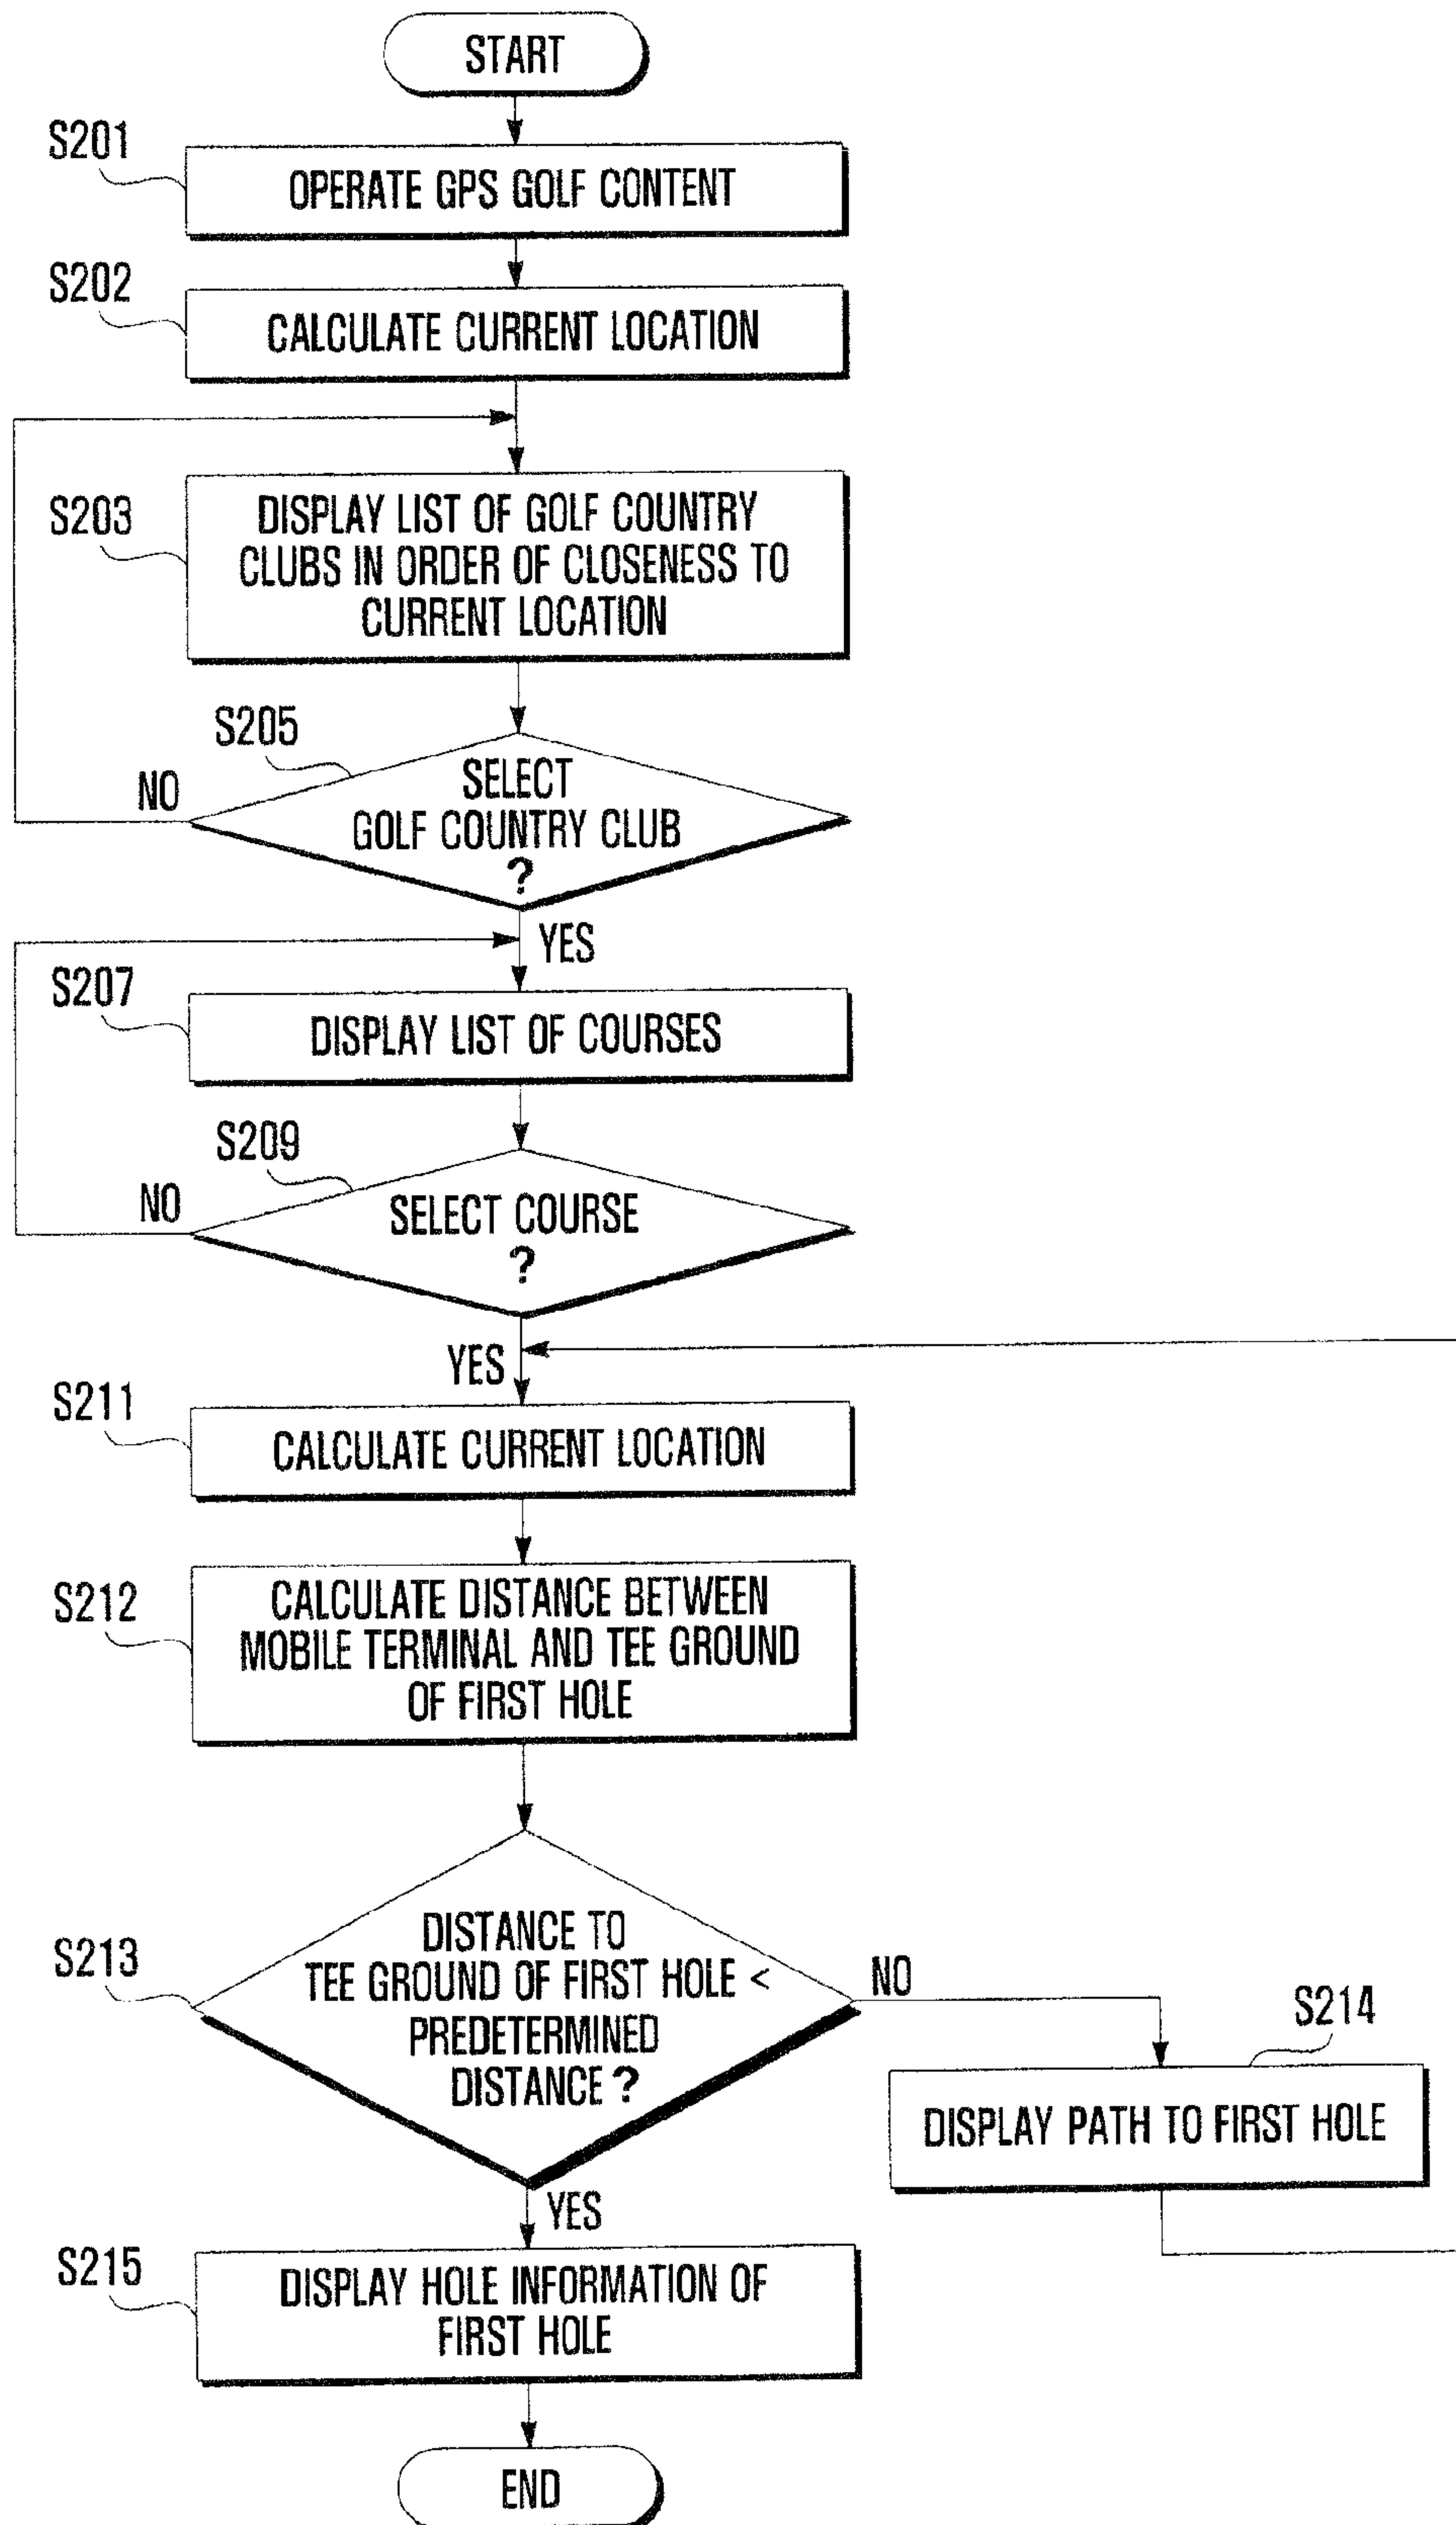 START
S201
OPERATE GPS GOLF CONTENT
S202
CALCULATE CURRENT LOCATION
S203
DISPLAY LIST OF GOLF COUNTRY
CLUBS IN ORDER OF CLOSENESS TO
CURRENT LOCATION
S205
SELECT
GOLF COUNTRY CLUB
?
NO
YES
S207
DISPLAY LIST OF COURSES
S209
SELECT COURSE
?
NO
YES
S211
CALCULATE CURRENT LOCATION
S212
CALCULATE DISTANCE BETWEEN
MOBILE TERMINAL AND TEE GROUND
OF FIRST HOLE
S213
DISTANCE TO
TEE GROUND OF FIRST HOLE <
PREDETERMINED
DISTANCE ?
NO
S214
DISPLAY PATH TO FIRST HOLE
YES
S215
DISPLAY HOLE INFORMATION OF
FIRST HOLE
END